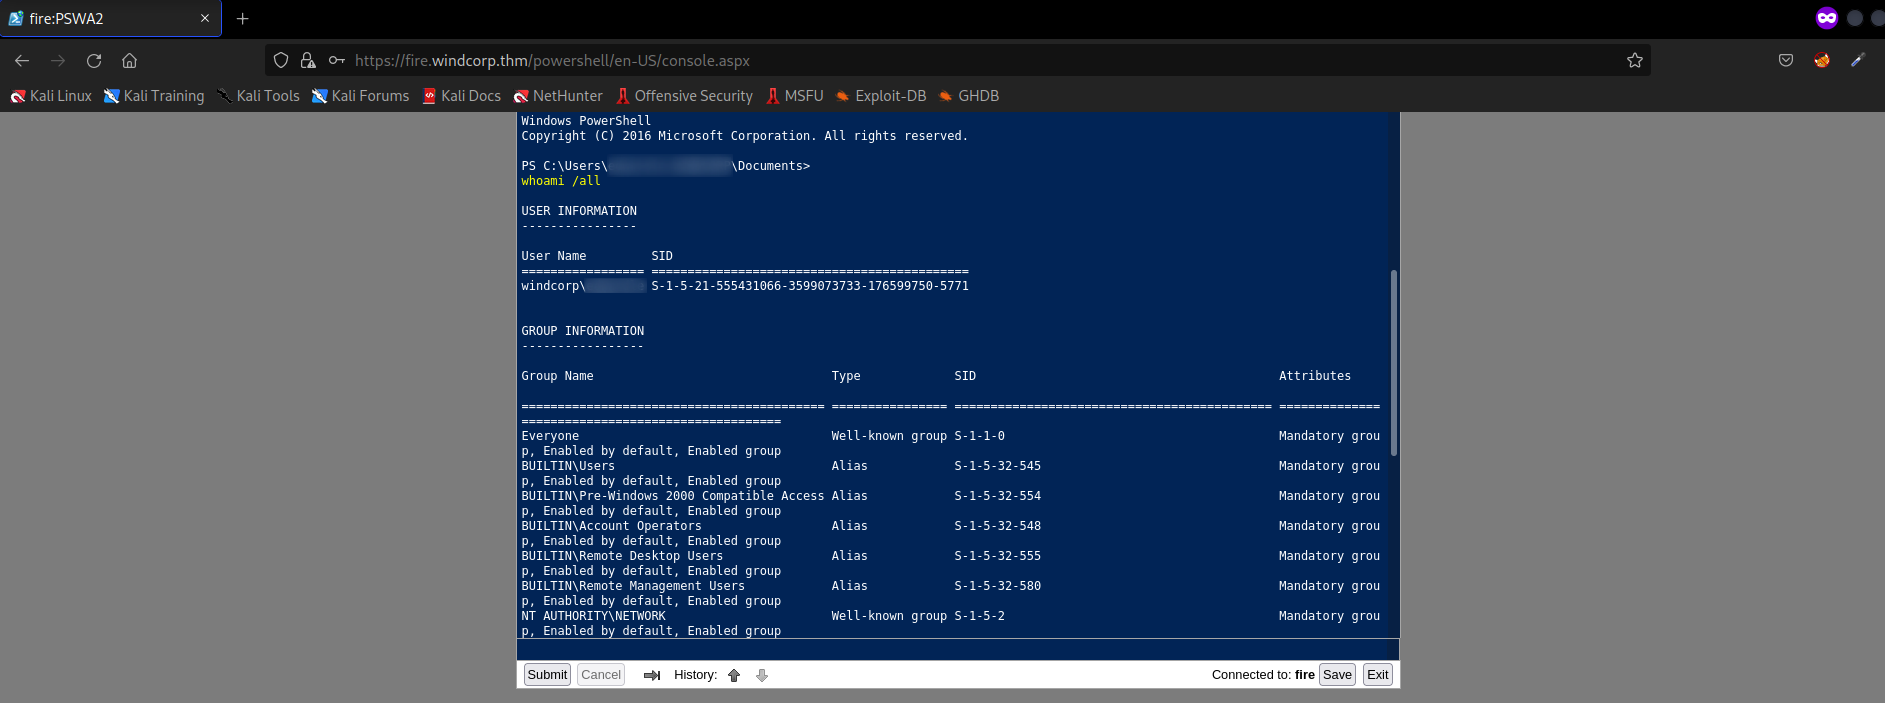 fire:PSWA2
https://fire.windcorp.thm/powershell/en-US/console.aspx
Kali Linux Kali Training Kali Tools Kali Forums Kali Docs NetHunter Offensive Security MSFU Exploit-DB GHDB
Windows PowerShell
Copyright (C) 2016 Microsoft Corporation. All rights reserved.
PS C:\Users\ \Documents>
whoami /all
USER INFORMATION
----------------
User Name SID
================= ============================================
windcorp\ S-1-5-21-555431066-3599073733-176599750-5771
GROUP INFORMATION
-----------------
Group Name Type SID Attributes
========================================== ================ ============================================ ==============
====================================
Everyone Well-known group S-1-1-0 Mandatory grou
p, Enabled by default, Enabled group
BUILTIN\Users Alias S-1-5-32-545 Mandatory grou
p, Enabled by default, Enabled group
BUILTIN\Pre-Windows 2000 Compatible Access Alias S-1-5-32-554 Mandatory grou
p, Enabled by default, Enabled group
BUILTIN\Account Operators Alias S-1-5-32-548 Mandatory grou
p, Enabled by default, Enabled group
BUILTIN\Remote Desktop Users Alias S-1-5-32-555 Mandatory grou
p, Enabled by default, Enabled group
BUILTIN\Remote Management Users Alias S-1-5-32-580 Mandatory grou
p, Enabled by default, Enabled group
NT AUTHORITY\NETWORK Well-known group S-1-5-2 Mandatory grou
p, Enabled by default, Enabled group
Submit Cancel History: Connected to: fire Save Exit